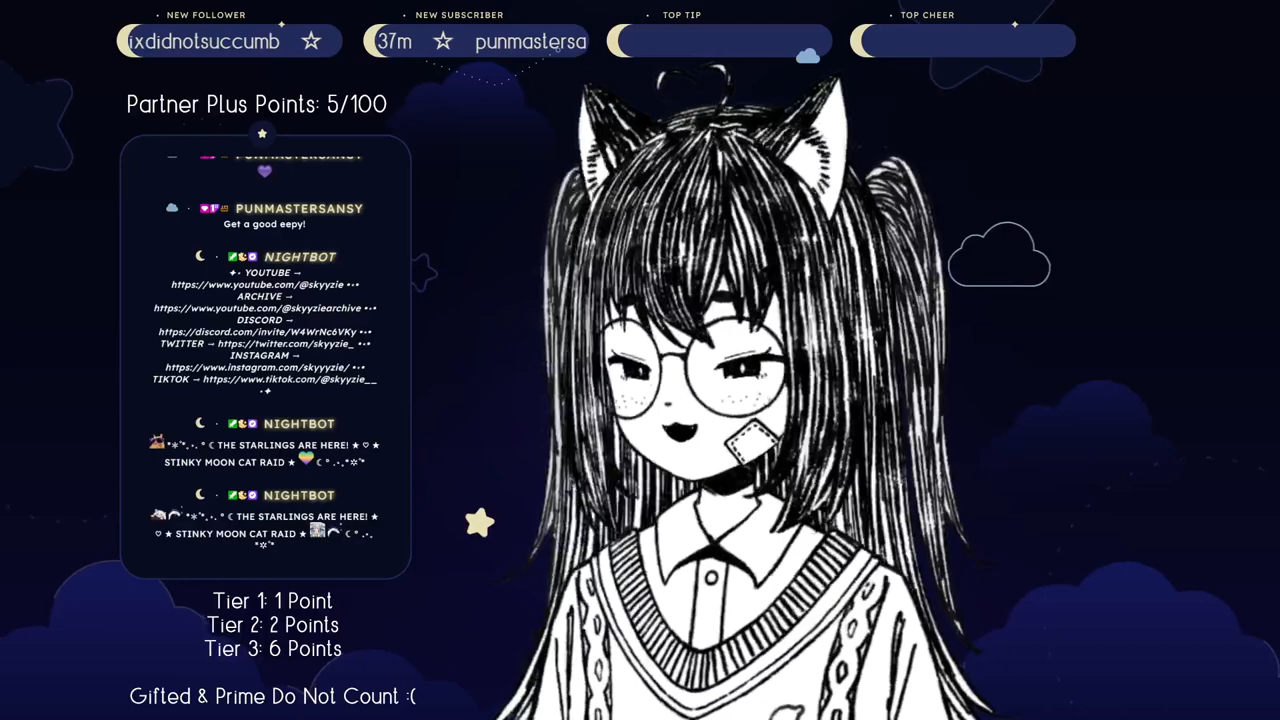 NEW FOLLOWER
NEW SUBSCRIBER
TOP TIP
TOP CHEER
ixdidnotsuccumb ☆
37m ☆ punmastersa
Partner Plus Points: 5/100
PUNMASTERSANSY
PUNMASTERSANSY
Get a good eepy!
NIGHTBOT
✦• YOUTUBE →
https://www.youtube.com/@skyyzie •⋆•
ARCHIVE →
https://www.youtube.com/@skyyziearchive •⋆•
DISCORD →
https://discord.com/invite/W4WrNc6VKy •⋆•
TWITTER → https://twitter.com/skyyzie_ •⋆•
INSTAGRAM →
https://www.instagram.com/skyyzie/ •⋆•
TIKTOK → https://www.tiktok.com/@skyyzie__
•✦
NIGHTBOT
THE STARLINGS ARE HERE! ★ ♡ ★
STINKY MOON CAT RAID ★
NIGHTBOT
THE STARLINGS ARE HERE! ★
♡ ★ STINKY MOON CAT RAID ★
Tier 1: 1 Point
Tier 2: 2 Points
Tier 3: 6 Points
Gifted & Prime Do Not Count :(